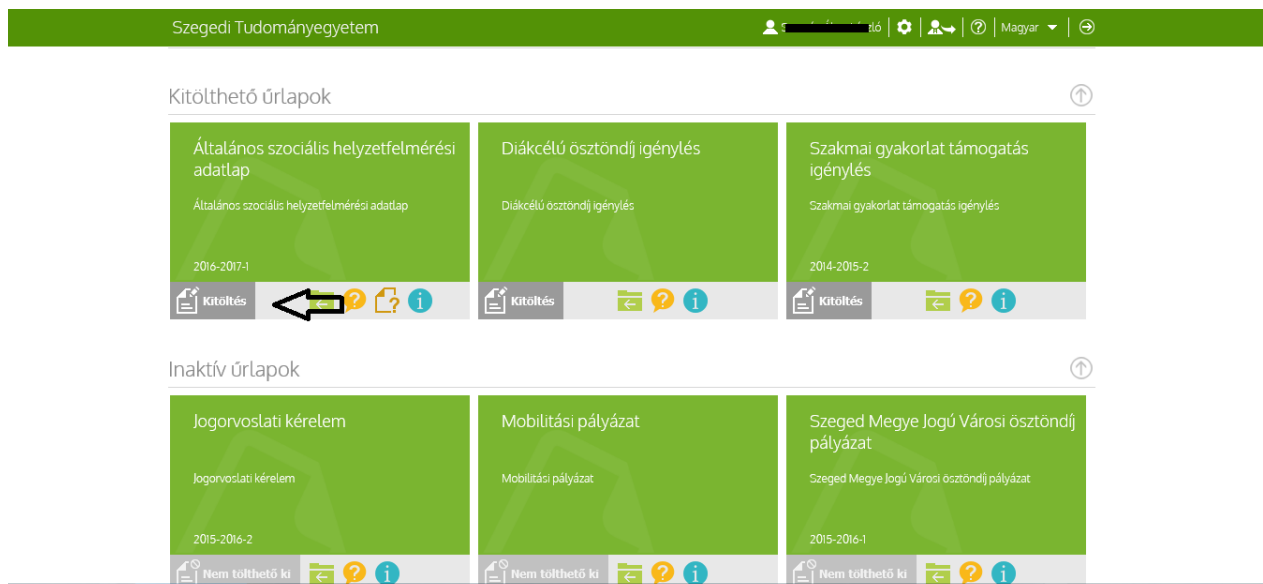 Szegedi Tudományegyetem
Magyar
Kitölthető űrlapok
Általános szociális helyzetfelmérési
adatlap
Általános szociális helyzetfelmérési adatlap
2016-2017-1
Kitöltés
Diákcélú ösztöndíj igénylés
Diákcélú ösztöndíj igénylés
Kitöltés
Szakmai gyakorlat támogatás
igénylés
Szakmai gyakorlat támogatás igénylés
2014-2015-2
Kitöltés
Inaktív űrlapok
Jogorvoslati kérelem
Jogorvoslati kérelem
2015-2016-2
Nem tölthető ki
Mobilitási pályázat
Mobilitási pályázat
Nem tölthető ki
Szeged Megye Jogú Városi ösztöndíj
pályázat
Szeged Megye Jogú Városi ösztöndíj pályázat
2015-2016-1
Nem tölthető ki